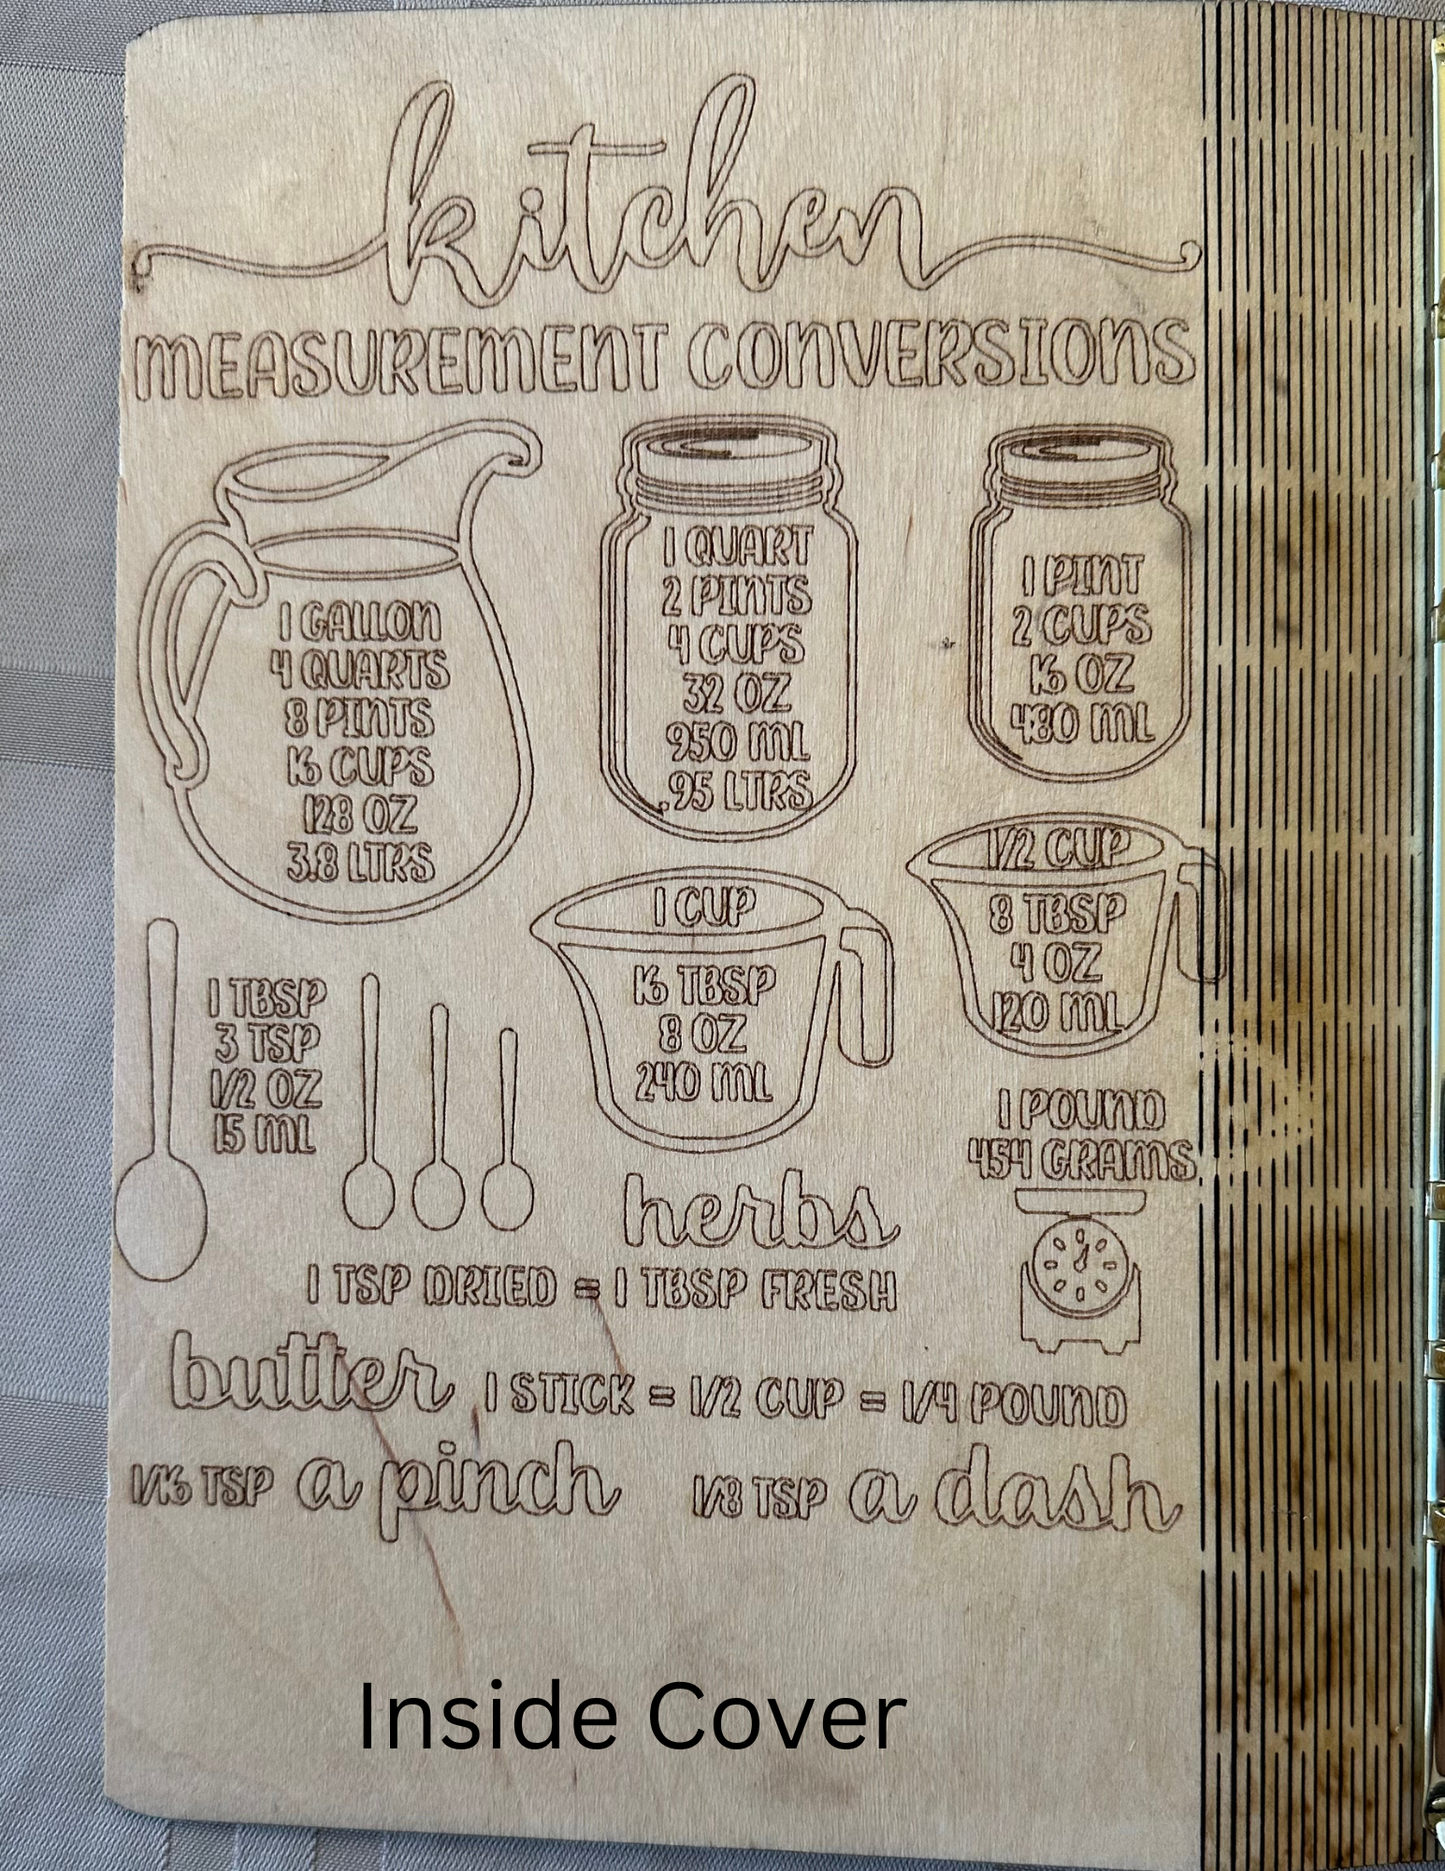 kitchen
MEASUREMENT CONVERSIONS
1 GALLON
4 QUARTS
8 PINTS
16 CUPS
128 OZ
3.8 LTRS
1 QUART
2 PINTS
4 CUPS
32 OZ
950 ML
.95 LTRS
1 PINT
2 CUPS
16 OZ
480 ML
1 CUP
16 TBSP
8 OZ
240 ML
1/2 CUP
8 TBSP
4 OZ
120 ML
1 TBSP
3 TSP
1/2 OZ
15 ML
1 POUND
454 GRAMS
herbs
1 TSP DRIED = 1 TBSP FRESH
butter 1 STICK = 1/2 CUP = 1/4 POUND
1/16 TSP a pinch 1/8 TSP a dash
Inside Cover